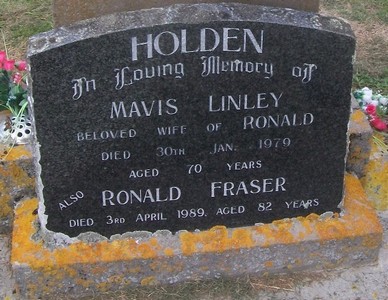 HOLDEN
In Loving Memory of
MAVIS LINLEY
BELOVED WIFE OF RONALD
DIED 30TH JAN. 1979
AGED 70 YEARS
ALSO RONALD FRASER
DIED 3RD APRIL 1989, AGED 82 YEARS